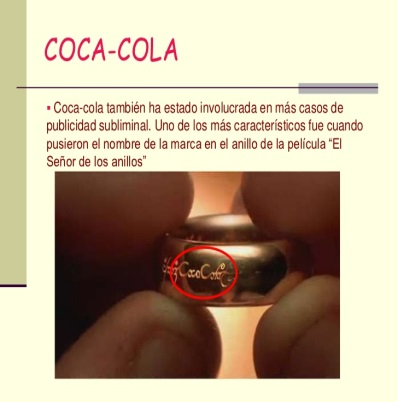 COCA-COLA
▪ Coca-cola también ha estado involucrada en más casos de
publicidad subliminal. Uno de los más característicos fue cuando
pusieron el nombre de la marca en el anillo de la película “El
Señor de los anillos”
CocaCola